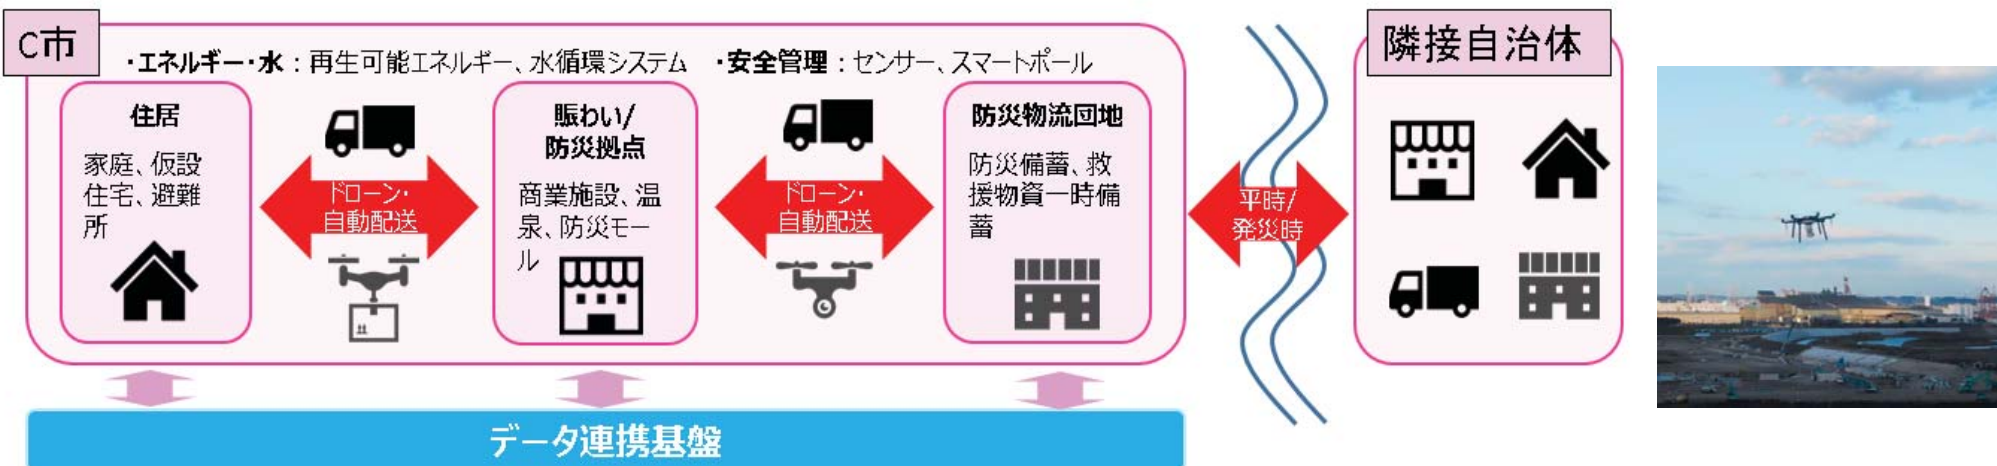 C市
・エネルギー・水：再生可能エネルギー、水循環システム　・安全管理：センサー、スマートポール
住居
家庭、仮設
住宅、避難
所
ドローン・
自動配送
賑わい/
防災拠点
商業施設、温
泉、防災モー
ル
ドローン・
自動配送
防災物流団地
防災備蓄、救
援物資一時備
蓄
平時/
発災時
隣接自治体
データ連携基盤